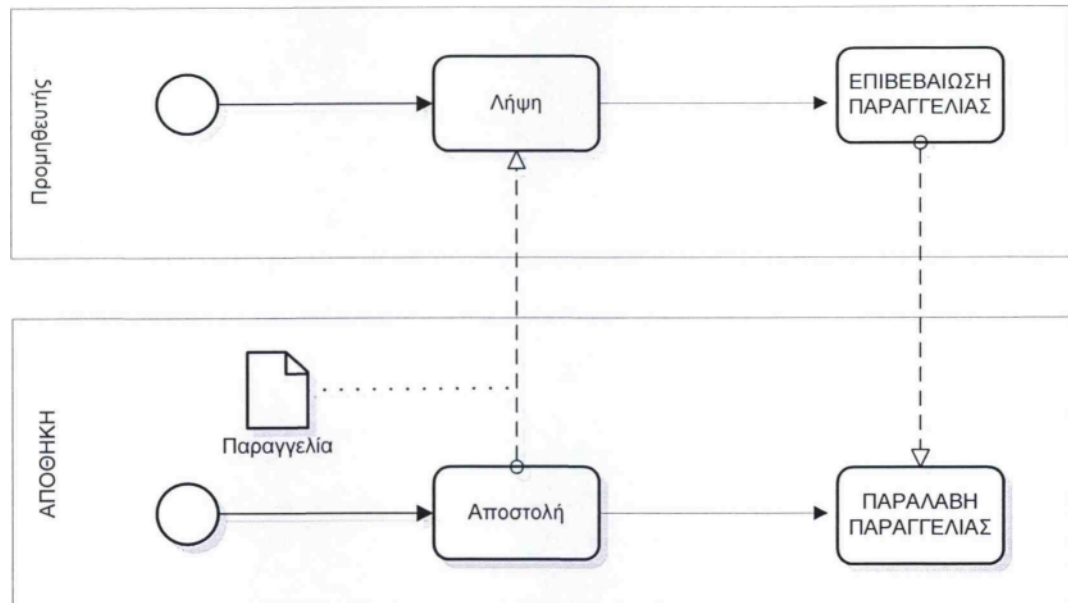 Προμηθευτής
Λήψη
ΕΠΙΒΕΒΑΙΩΣΗ
ΠΑΡΑΓΓΕΛΙΑΣ
ΑΠΟΘΗΚΗ
Παραγγελία
Αποστολή
ΠΑΡΑΛΑΒΗ
ΠΑΡΑΓΓΕΛΙΑΣ